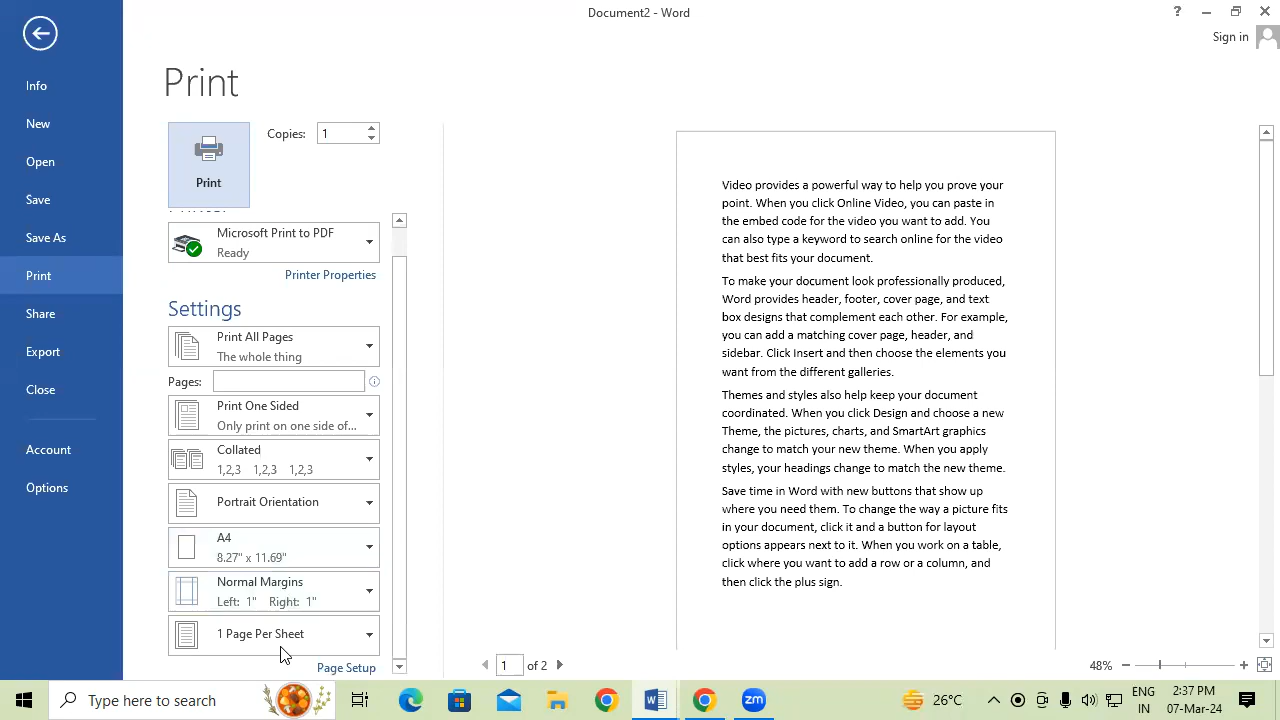 Document2 - Word
?
Sign in
Info
New
Open
Save
Save As
Print
Share
Export
Close
Account
Options
Print
Print
Copies: 1
Microsoft Print to PDF
Ready
Printer Properties
Settings
Print All Pages
The whole thing
Pages:
Print One Sided
Only print on one side of...
Collated
1,2,3 1,2,3 1,2,3
Portrait Orientation
A4
8.27" x 11.69"
Normal Margins
Left: 1" Right: 1"
1 Page Per Sheet
Page Setup
Video provides a powerful way to help you prove your
point. When you click Online Video, you can paste in
the embed code for the video you want to add. You
can also type a keyword to search online for the video
that best fits your document.
To make your document look professionally produced,
Word provides header, footer, cover page, and text
box designs that complement each other. For example,
you can add a matching cover page, header, and
sidebar. Click Insert and then choose the elements you
want from the different galleries.
Themes and styles also help keep your document
coordinated. When you click Design and choose a new
Theme, the pictures, charts, and SmartArt graphics
change to match your new theme. When you apply
styles, your headings change to match the new theme.
Save time in Word with new buttons that show up
where you need them. To change the way a picture fits
in your document, click it and a button for layout
options appears next to it. When you work on a table,
click where you want to add a row or a column, and
then click the plus sign.
1 of 2
48%
Type here to search
zm
26°C
ENG
IN
2:37 PM
07-Mar-24